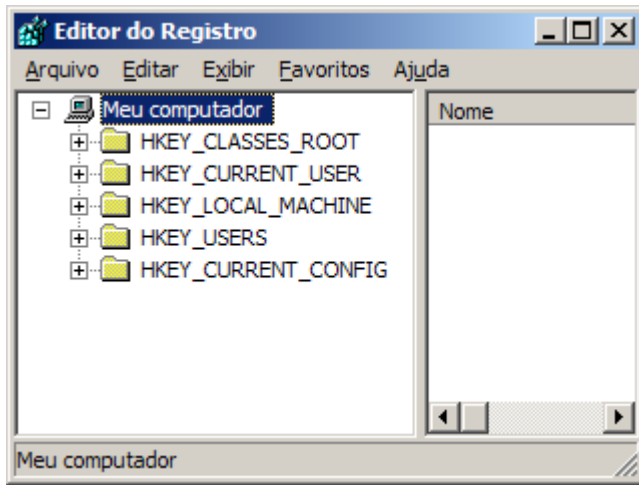 Editor do Registro
Arquivo Editar Exibir Favoritos Ajuda
Meu computador
Nome
HKEY_CLASSES_ROOT
HKEY_CURRENT_USER
HKEY_LOCAL_MACHINE
HKEY_USERS
HKEY_CURRENT_CONFIG
Meu computador